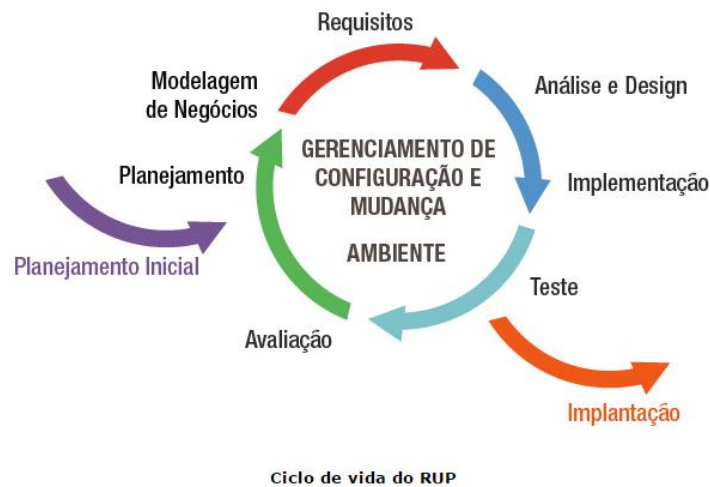 Requisitos
Modelagem
de Negócios
Análise e Design
GERENCIAMENTO DE
CONFIGURAÇÃO E
MUDANÇA
Planejamento
Implementação
AMBIENTE
Planejamento Inicial
Teste
Avaliação
Implantação
Ciclo de vida do RUP